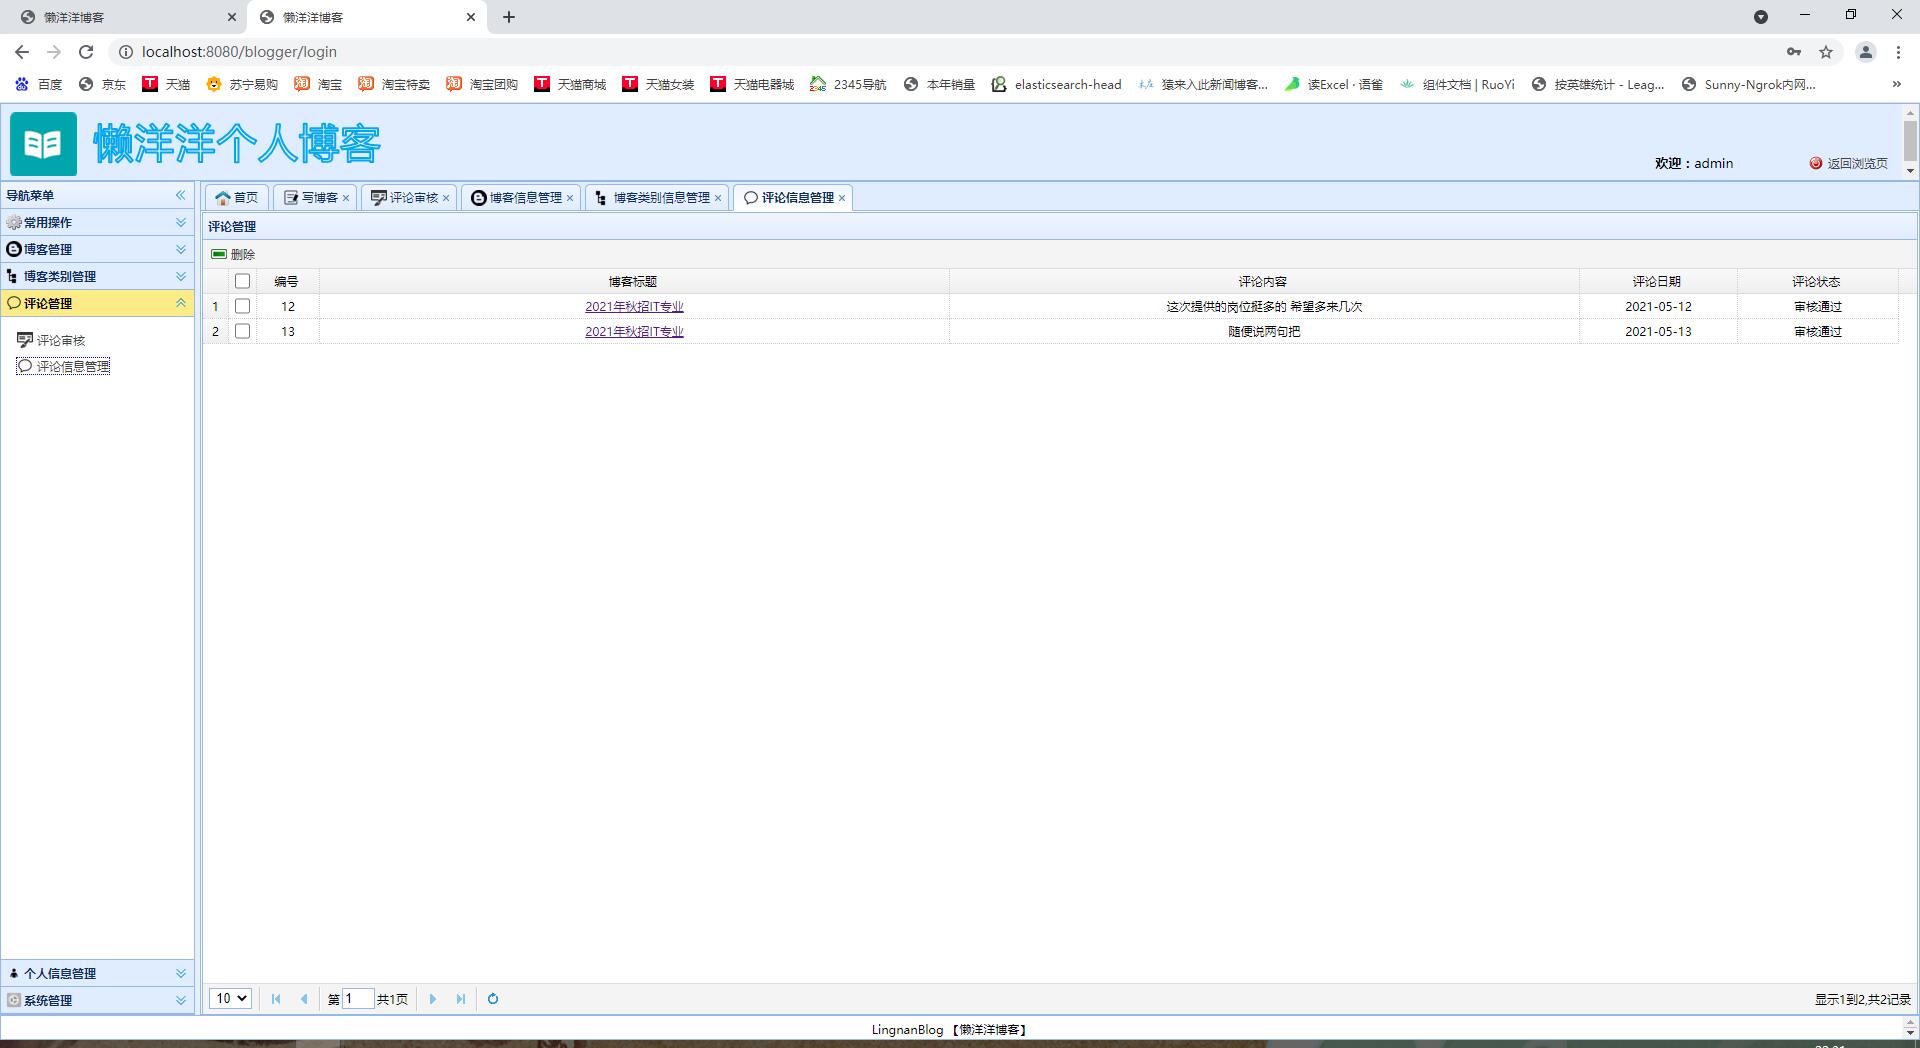 懒洋洋博客
懒洋洋博客
localhost:8080/blogger/login
百度 京东 天猫 苏宁易购 淘宝 淘宝特卖 淘宝团购 天猫商城 天猫女装 天猫电器城 2345导航 本年销量 elasticsearch-head 猿来入此新闻博客... 读Excel · 语雀 组件文档 | RuoYi 按英雄统计 - Leag... Sunny-Ngrok内网...
懒洋洋个人博客
欢迎：admin 返回浏览页
导航菜单
常用操作
博客管理
博客类别管理
评论管理
评论审核
评论信息管理
个人信息管理
系统管理
首页 写博客 评论审核 博客信息管理 博客类别信息管理 评论信息管理
评论管理
删除
编号 博客标题 评论内容 评论日期 评论状态
1 12 2021年秋招IT专业 这次提供的岗位挺多的 希望多来几次 2021-05-12 审核通过
2 13 2021年秋招IT专业 随便说两句把 2021-05-13 审核通过
10 第 1 共1页 显示1到2,共2记录
LingnanBlog 【懒洋洋博客】